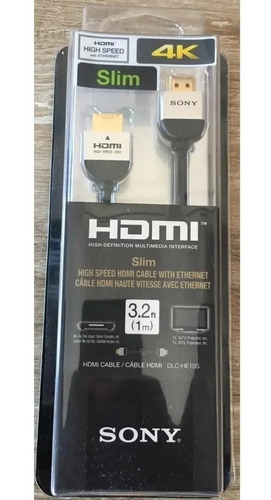 HDMI
HIGH SPEED
with ETHERNET
4K
Slim
SONY
HDMI
HIGH SPEED
HDMI™
HIGH DEFINITION MULTIMEDIA INTERFACE
Slim
HIGH SPEED HDMI CABLE WITH ETHERNET
CÂBLE HDMI HAUTE VITESSE AVEC ETHERNET
3.2ft
(1m)
HDMI CABLE / CÂBLE HDMI DLC-HE10S
SONY